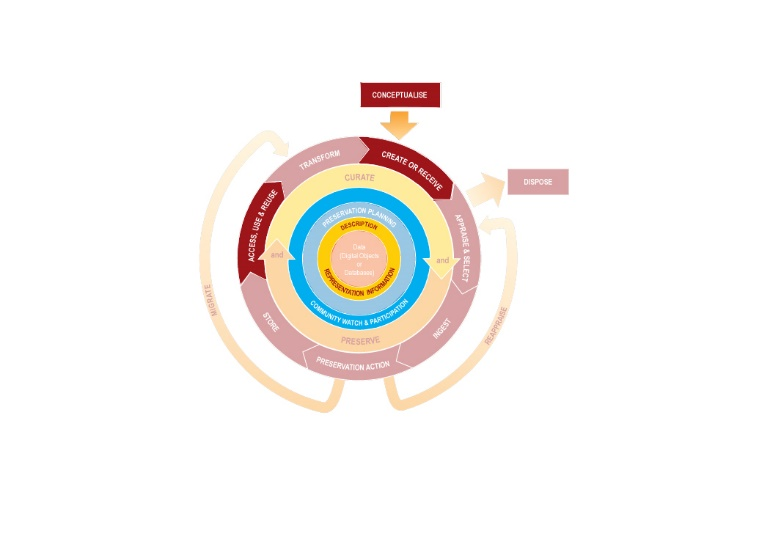 CONCEPTUALISE
CREATE OR RECEIVE
DISPOSE
APPRAISE & SELECT
INGEST
PRESERVATION ACTION
STORE
ACCESS, USE & REUSE
TRANSFORM
MIGRATE
REAPPRAISE
CURATE
and
PRESERVE
and
PRESERVATION PLANNING
COMMUNITY WATCH & PARTICIPATION
DESCRIPTION
REPRESENTATION INFORMATION
Data
(Digital Objects
or
Databases)